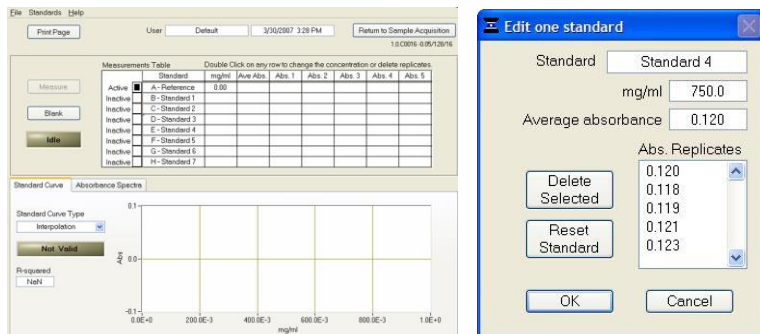 File Standards Help
Print Page User Default 3/30/2007 3:28 PM Return to Sample Acquisition
1.0.C0016 -0.05/128/16
Measurements Table Double Click on any row to change the concentration or delete replicates.
Standard mg/ml Ave Abs. Abs. 1 Abs. 2 Abs. 3 Abs. 4 Abs. 5
Measure
Active A - Reference 0.00
Inactive B - Standard 1
Inactive C - Standard 2
Blank
Inactive D - Standard 3
Inactive E - Standard 4
Idle
Inactive F - Standard 5
Inactive G - Standard 6
Inactive H - Standard 7
Standard Curve Absorbance Spectra
Standard Curve Type
Interpolation
Not Valid
R-squared
NaN
Abs
0.1
0.0
-0.1
0.0E+0 200.0E-3 400.0E-3 600.0E-3 800.0E-3 1.0E+0
mg/ml
Edit one standard
Standard Standard 4
mg/ml 750.0
Average absorbance 0.120
Abs. Replicates
0.120
0.118
0.119
0.121
0.123
Delete
Selected
Reset
Standard
OK Cancel